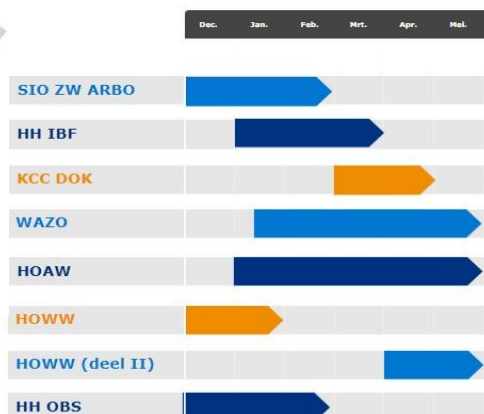 Dec. Jan. Feb. Mrt. Apr. Mei.
SIO ZW ARBO
HH IBF
KCC DOK
WAZO
HOAW
HOWW
HOWW (deel II)
HH OBS